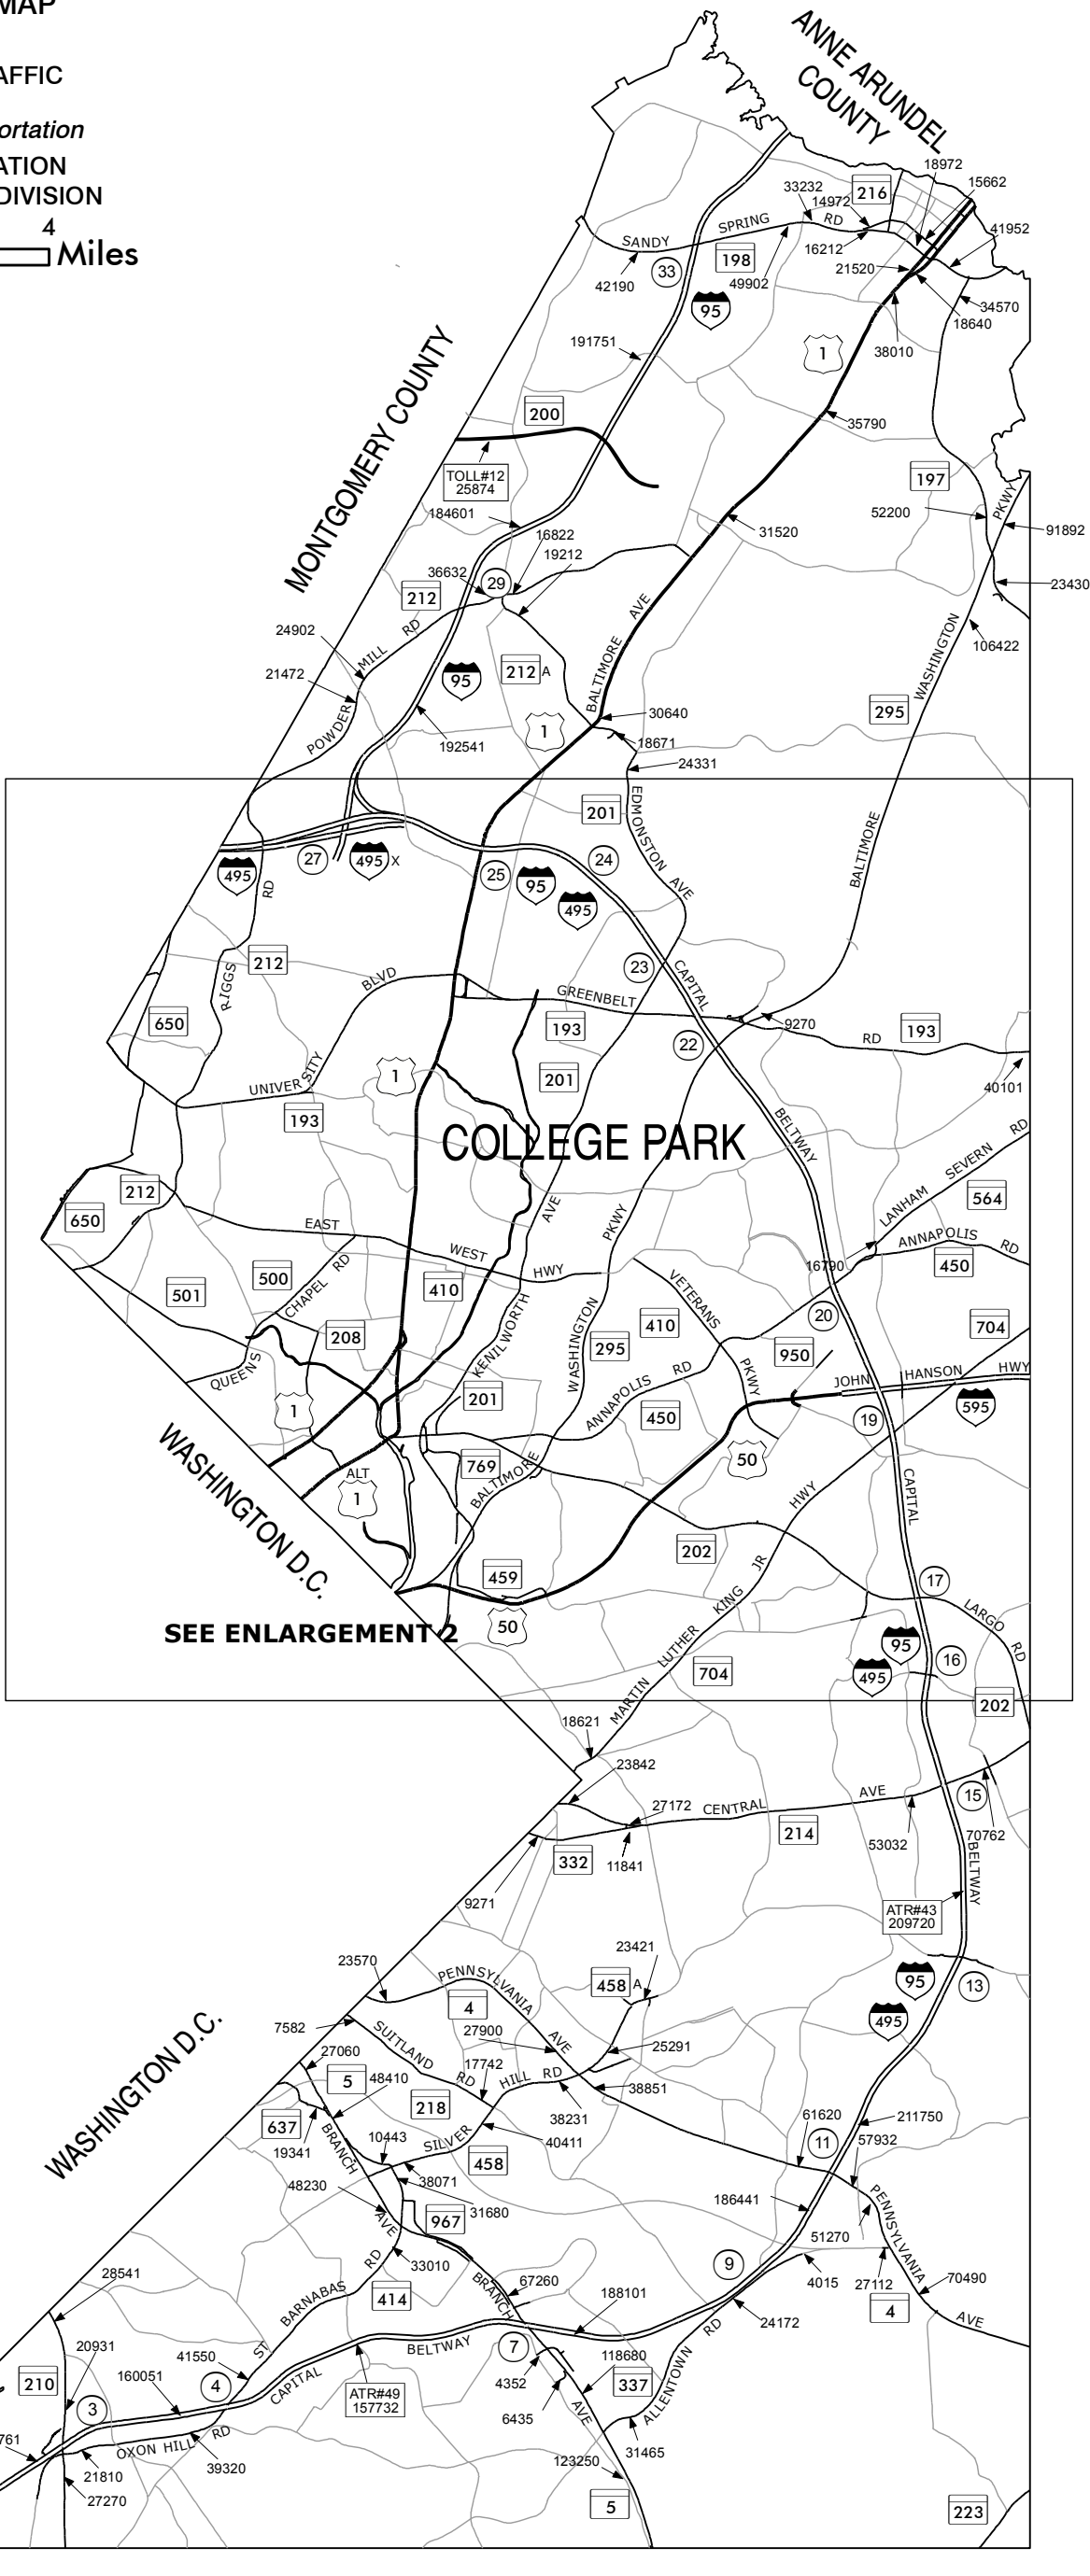 MAP
AFFIC
ortation
ATION
DIVISION
4
Miles
ANNE ARUNDEL
COUNTY
18972
33232
216
15662
14972
SPRING
RD
SANDY
41952
16212
198
21520
33
42190
49902
95
34570
18640
191751
1
38010
MONTGOMERY COUNTY
200
35790
TOLL#12
25874
197
184601
52200
PKWY
31520
91892
16822
19212
36632
29
23430
212
RD
AVE
24902
MILL
106422
21472
95
212 A
BALTIMORE
WASHINGTON
295
30640
POWDER
1
192541
18671
24331
201
EDMONSTON
AVE
BALTIMORE
27
495 X
24
495
25
95
495
RD
212
BLVD
23
CAPITAL
RIGGS
GREENBELT
650
193
9270
193
22
RD
1
201
UNIVERSITY
40101
193
COLLEGE PARK
BELTWAY
RD
SEVERN
212
LANHAM
564
650
AVE
PKWY
EAST
ANNAPOLIS
RD
WEST
450
HWY
16790
500
CHAPEL
RD
410
VETERANS
501
20
410
704
208
KENILWORTH
WASHINGTON
295
950
QUEENS
RD
PKWY
JOHN
HANSON
HWY
201
ANNAPOLIS
595
1
450
19
50
WASHINGTON D.C.
769
ALT
1
BALTIMORE
CAPITAL
HWY
202
JR
459
17
KING
LARGO
RD
SEE ENLARGEMENT 2
50
LUTHER
95
16
704
495
MARTIN
202
18621
23842
27172
CENTRAL
AVE
15
214
53032
70762
332
11841
BELTWAY
9271
ATR#43
209720
23421
23570
PENNSYLVANIA
458 A
95
13
4
495
7582
SUITLAND
27900
AVE
25291
27060
17742
5
48410
RD
HILL
RD
38851
218
637
38231
61620
211750
19341
BRANCH
10443
SILVER
40411
11
57932
458
38071
48230
31680
186441
PENNSYLVANIA
AVE
967
51270
33010
9
28541
RD
67260
4015
27112
70490
BARNABAS
414
BRANCH
188101
4
AVE
20931
ST
24172
41550
BELTWAY
7
RD
210
160051
4
CAPITAL
118680
4352
337
3
ATR#49
157732
ALLENTOWN
6435
AVE
761
RD
OXON HILL
31465
21810
39320
123250
27270
5
223
WASHINGTON D.C.